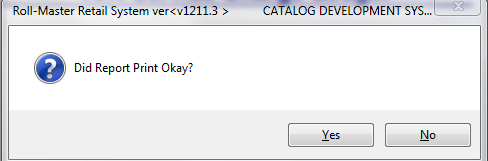 Roll-Master Retail System ver<v1211.3 > CATALOG DEVELOPMENT SYS...
Did Report Print Okay?
Yes No